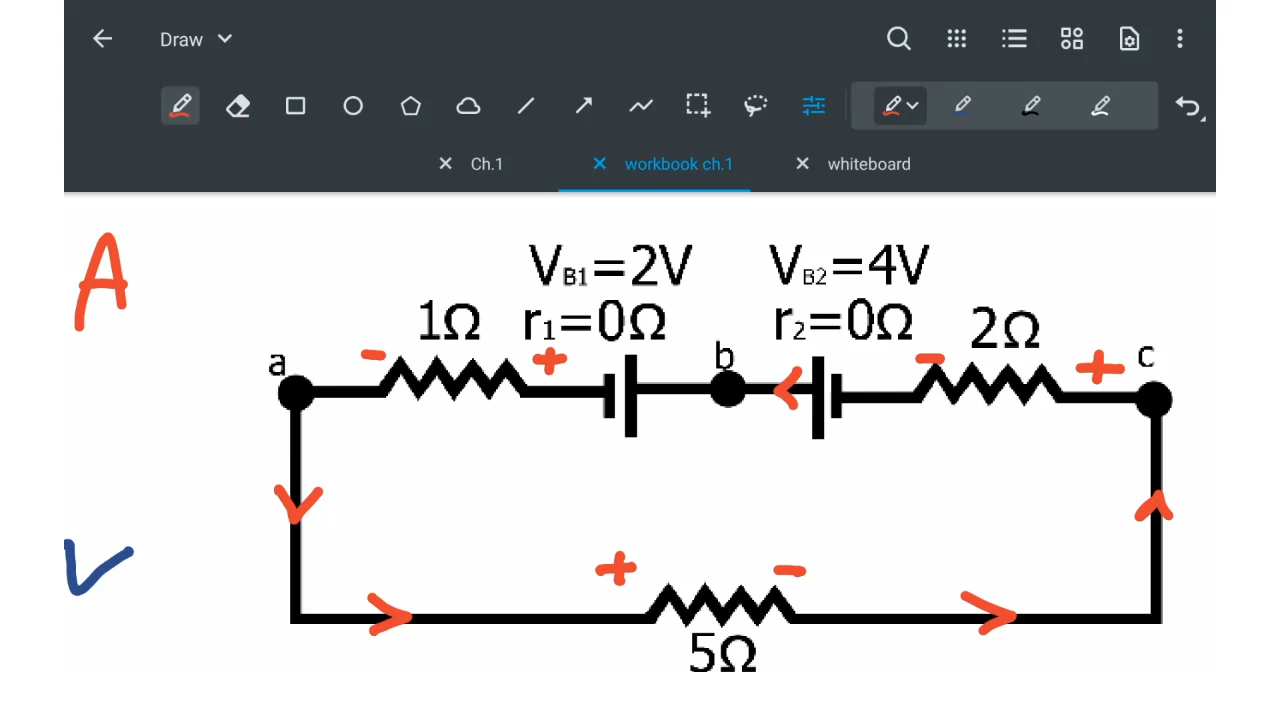 Draw
Ch.1 workbook ch.1 whiteboard
A
V_B1=2V V_B2=4V
1Ω r₁=0Ω r₂=0Ω 2Ω
a - + b - + c
+ -
V
5Ω